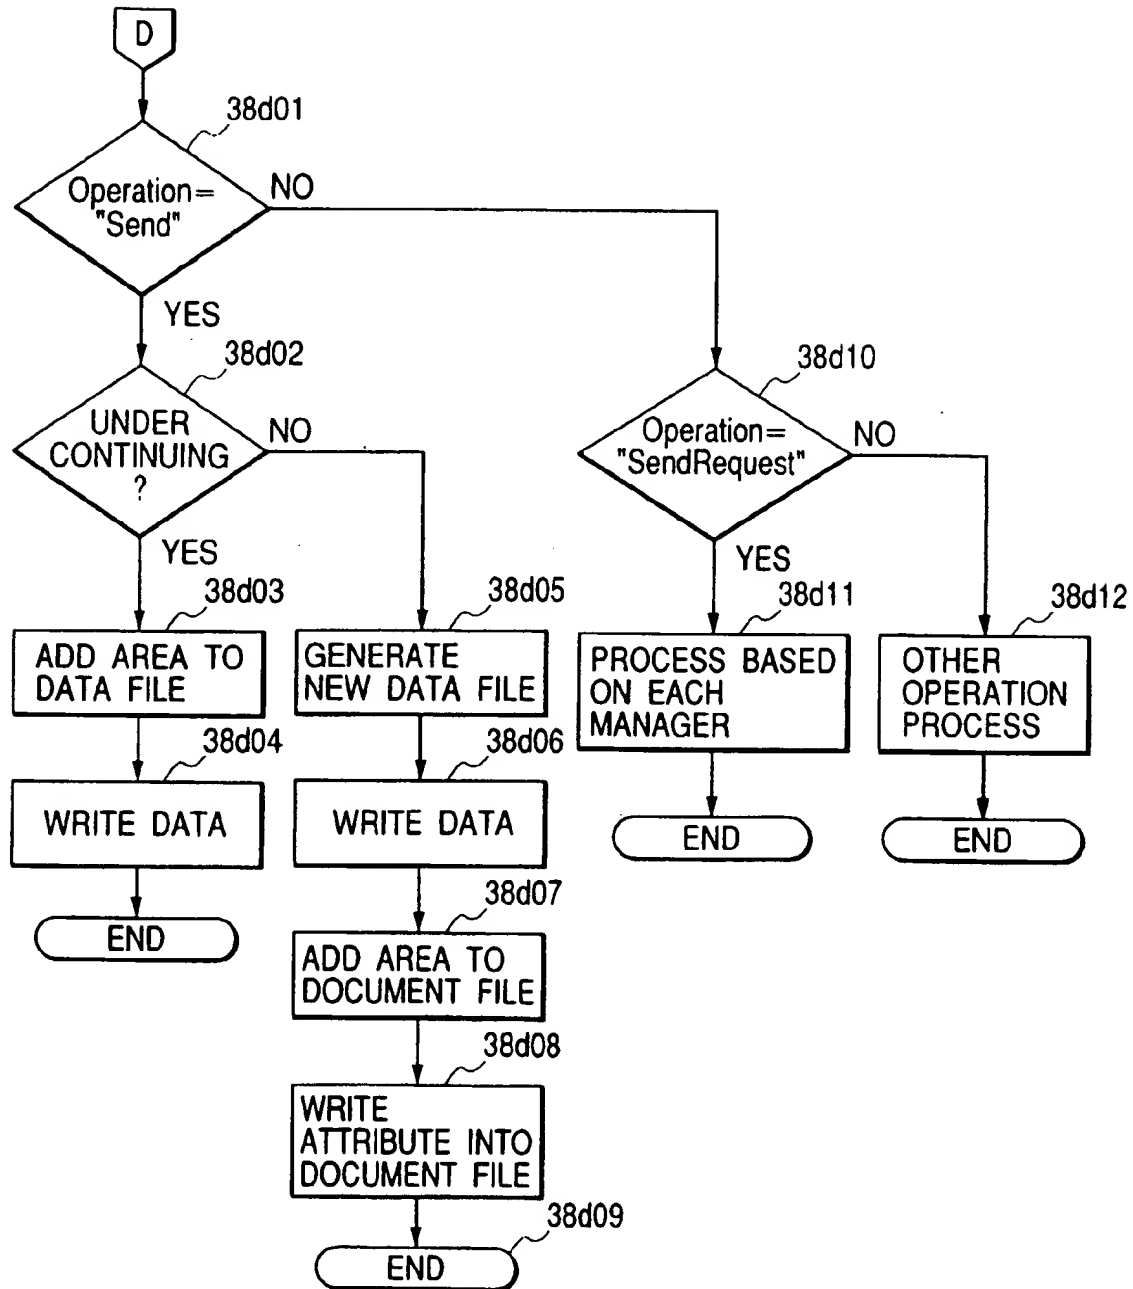 D
38d01
Operation=
"Send"
NO
YES
38d02
UNDER
CONTINUING
?
NO
YES
38d10
Operation=
"SendRequest"
NO
YES
38d03
ADD AREA TO
DATA FILE
38d05
GENERATE
NEW DATA FILE
38d11
PROCESS BASED
ON EACH
MANAGER
38d12
OTHER
OPERATION
PROCESS
38d04
WRITE DATA
38d06
WRITE DATA
END
END
END
38d07
ADD AREA TO
DOCUMENT FILE
38d08
WRITE
ATTRIBUTE INTO
DOCUMENT FILE
38d09
END